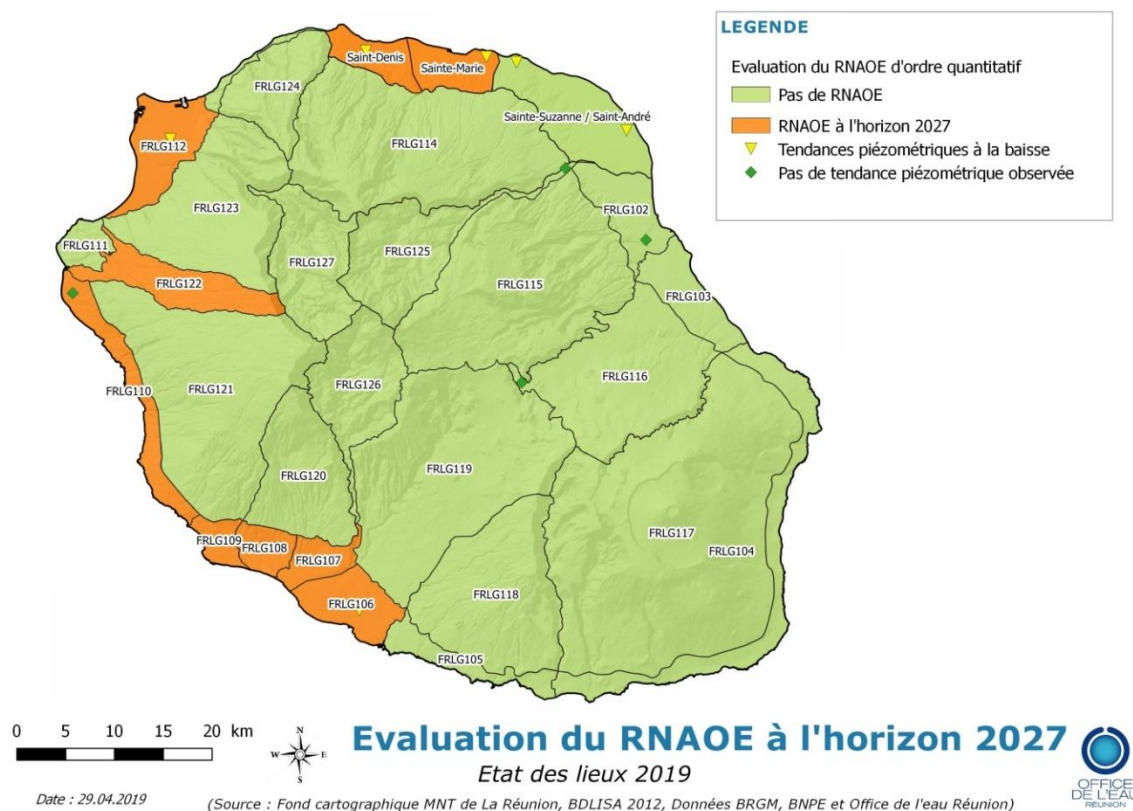 LEGENDE
Evaluation du RNAOE d'ordre quantitatif
Pas de RNAOE
RNAOE à l'horizon 2027
Tendances piézométriques à la baisse
Pas de tendance piézométrique observée
Saint-Denis
Sainte-Marie
FRLG124
Sainte-Suzanne / Saint-André
FRLG112
FRLG114
FRLG123
FRLG102
FRLG111
FRLG125
FRLG127
FRLG122
FRLG115
FRLG103
FRLG116
FRLG110
FRLG121
FRLG126
FRLG119
FRLG120
FRLG117
FRLG104
FRLG109
FRLG108
FRLG107
FRLG118
FRLG106
FRLG105
0 5 10 15 20 km
N
W E
S
Evaluation du RNAOE à l'horizon 2027
Etat des lieux 2019
Date : 29.04.2019
(Source : Fond cartographique MNT de La Réunion, BDLISA 2012, Données BRGM, BNPE et Office de l'eau Réunion)
OFFICE
DE L'EAU
RÉUNION